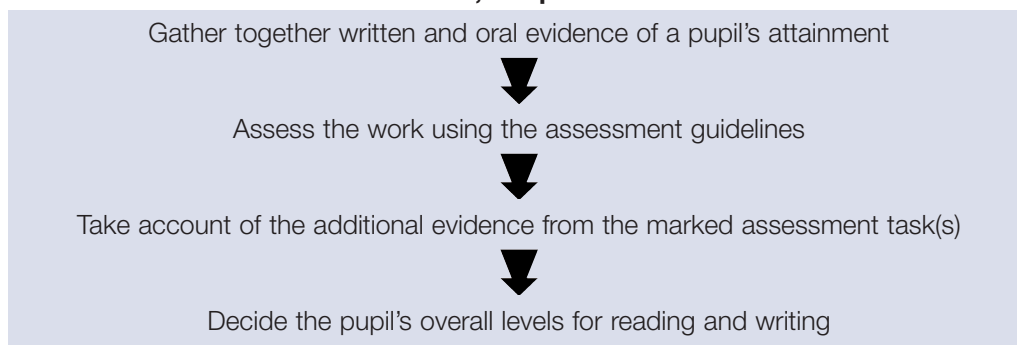 Gather together written and oral evidence of a pupil's attainment
Assess the work using the assessment guidelines
Take account of the additional evidence from the marked assessment task(s)
Decide the pupil's overall levels for reading and writing